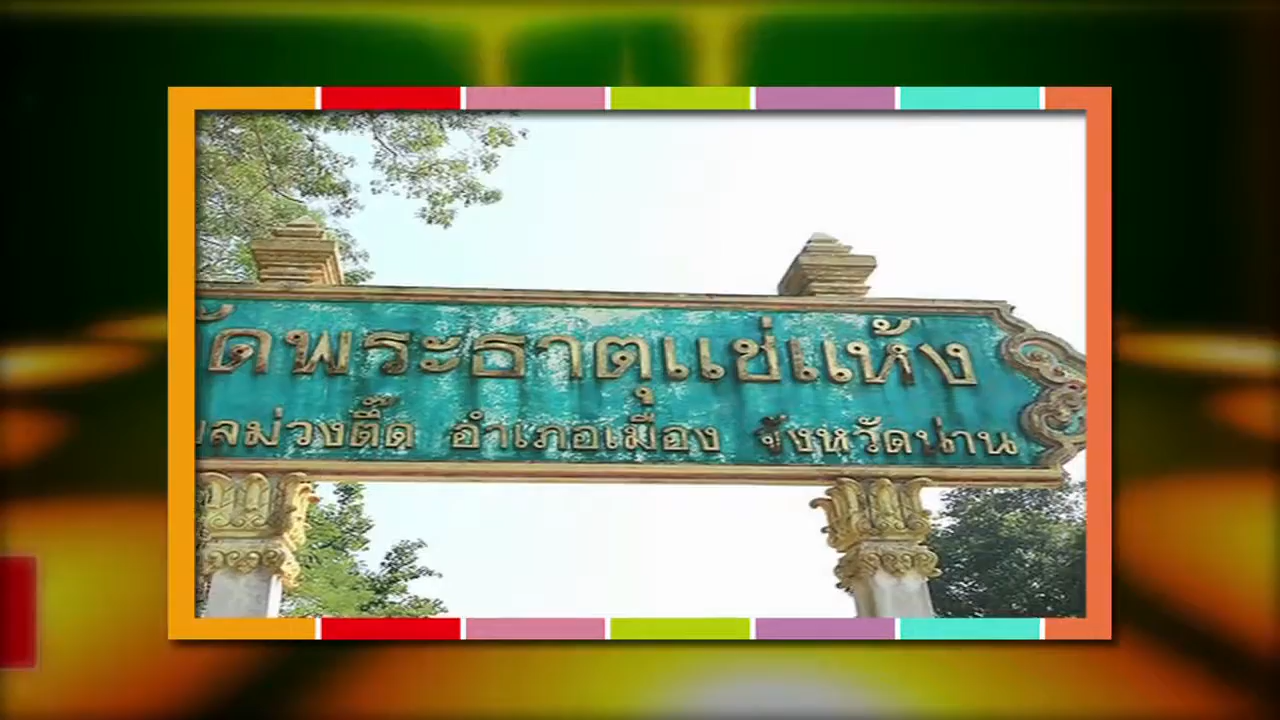 ัดพระธาตุแช่แห้ง
ลม่วงตึ๊ด อำเภอเมือง จังหวัดน่าน